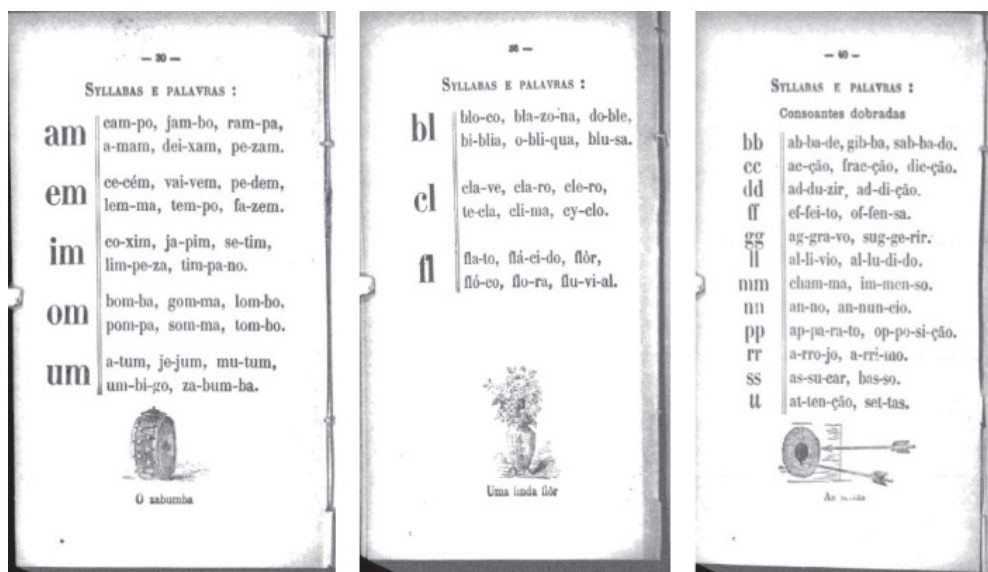 — 30 —
SYLLABAS E PALAVRAS :
am
cam-po, jam-bo, ram-pa,
a-mam, dei-xam, pe-zam.
em
ce-cém, vai-vem, pe-dem,
lem-ma, tem-po, fa-zem.
im
co-xim, ja-pim, se-tim,
lim-pe-za, tim-pa-no.
om
bom-ba, gom-ma, lom-bo.
pom-pa, som-ma, tom-bo.
um
a-tum, je-jum, mu-tum,
um-bi-go, za-bum-ba.
O zabumba
36 —
SYLLABAS E PALAVRAS :
bl
blo-co, bla-zo-na, do-ble,
bi-blia, o-bli-qua, blu-sa.
cl
cla-ve, cla-ro, cle-ro,
te-cla, cli-ma, cy-clo.
fl
fla-to, flá-ci-do, flôr,
fló-co, flo-ra, flu-vi-al.
Uma linda flôr
— 40 —
SYLLABAS E PALAVRAS :
Consoantes dobradas
bb ab-ba-de, gib-ba, sab-ba-do.
cc ac-ção, frac-ção, dic-ção.
dd ad-du-zir, ad-di-ção.
ff ef-fei-to, of-fen-sa.
gg ag-gra-vo, sug-ge-rir.
ll al-li-vio, al-lu-di-do.
mm cham-ma, im-men-so.
nn an-no, an-nun-cio.
pp ap-pa-ra-to, op-po-si-ção.
rr a-rro-jo, a-rri-mo.
ss as-su-car, bas-so.
tt at-ten-ção, set-tas.
As